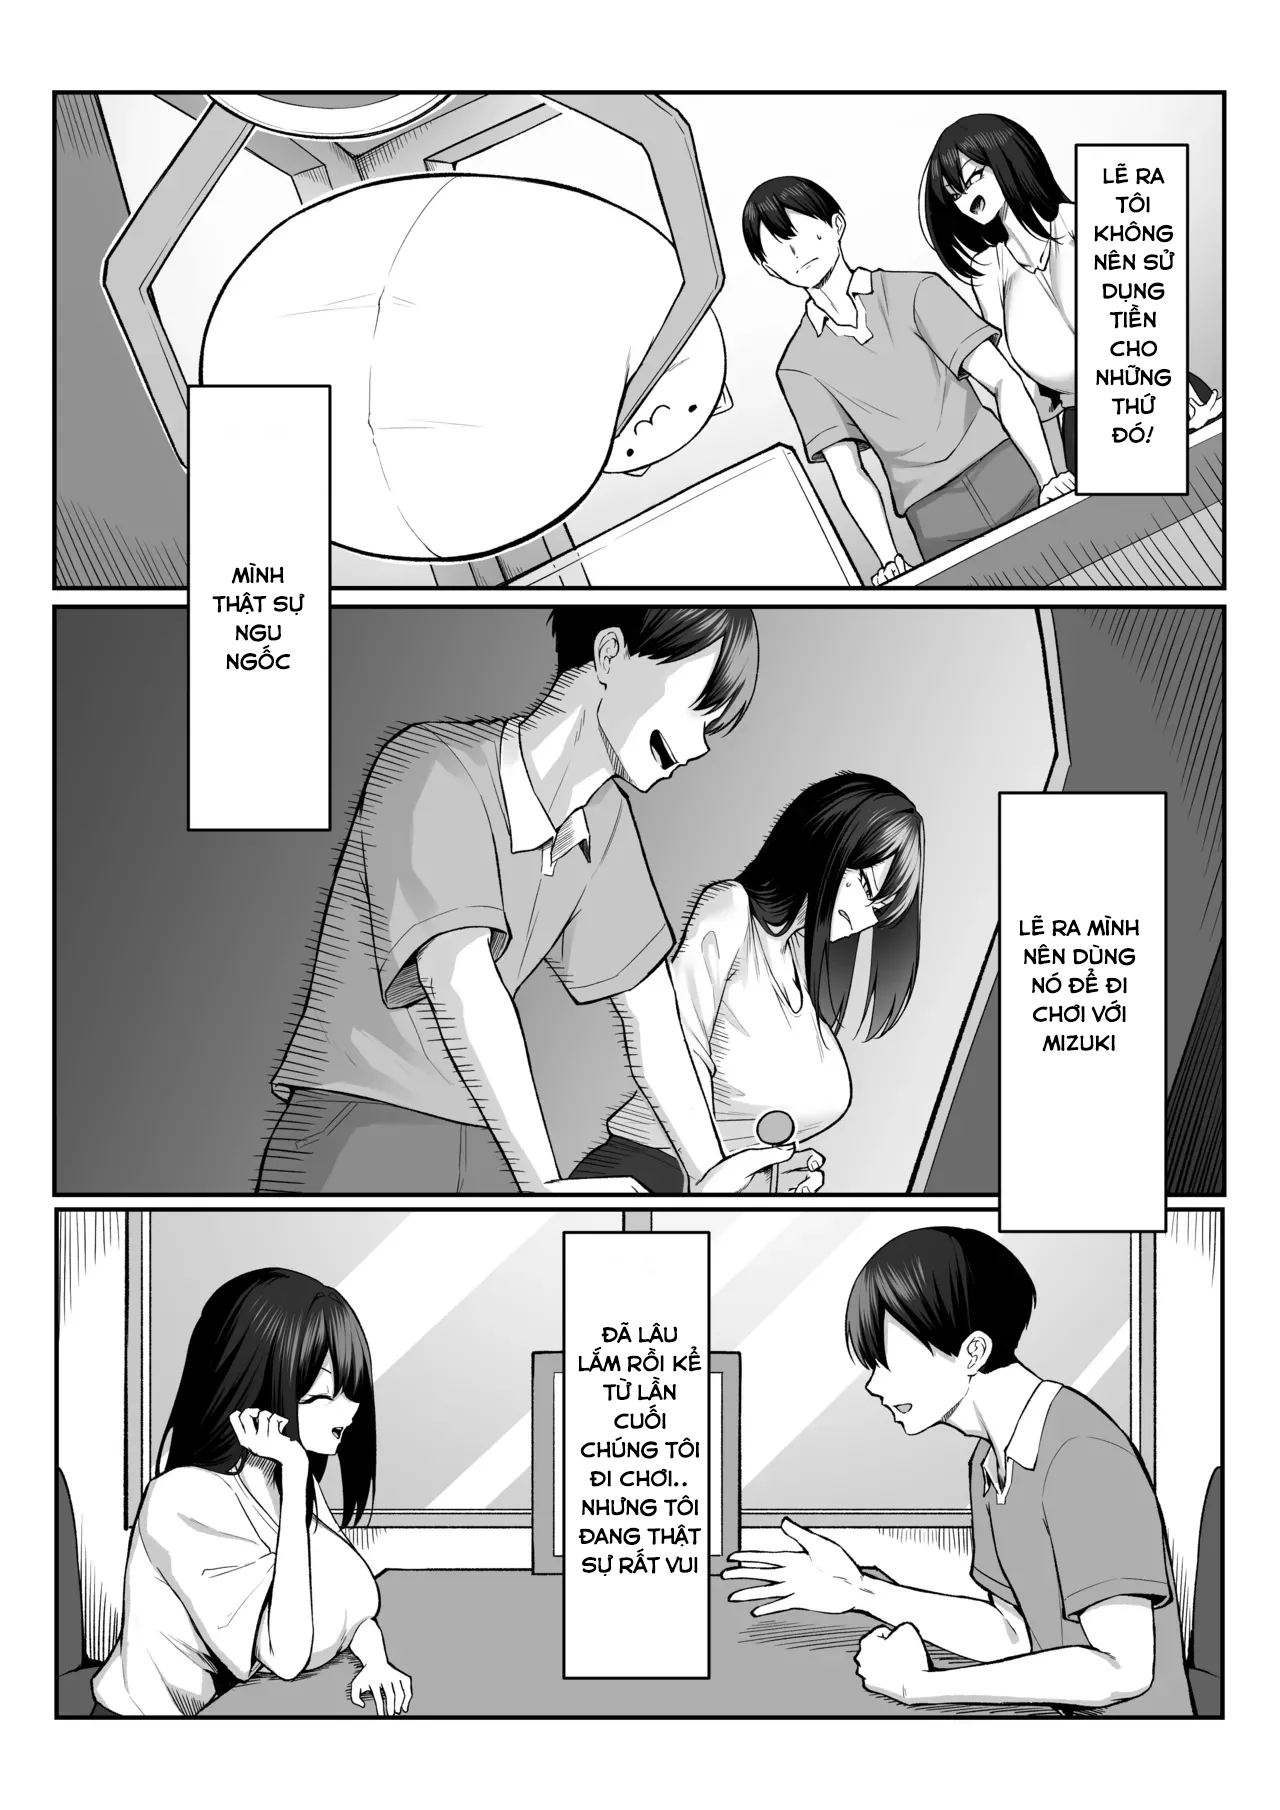 LẼ RA
TÔI
KHÔNG
NÊN SỬ
DỤNG
TIỀN
CHO
NHỮNG
THỨ
ĐÓ!
MÌNH
THẬT SỰ
NGU
NGỐC
LẼ RA MÌNH
NÊN DÙNG
NÓ ĐỂ ĐI
CHƠI VỚI
MIZUKI
ĐÃ LÂU
LẮM RỒI KỂ
TỪ LẦN
CUỐI
CHÚNG TÔI
ĐI CHƠI..
NHƯNG TÔI
ĐANG THẬT
SỰ RẤT VUI